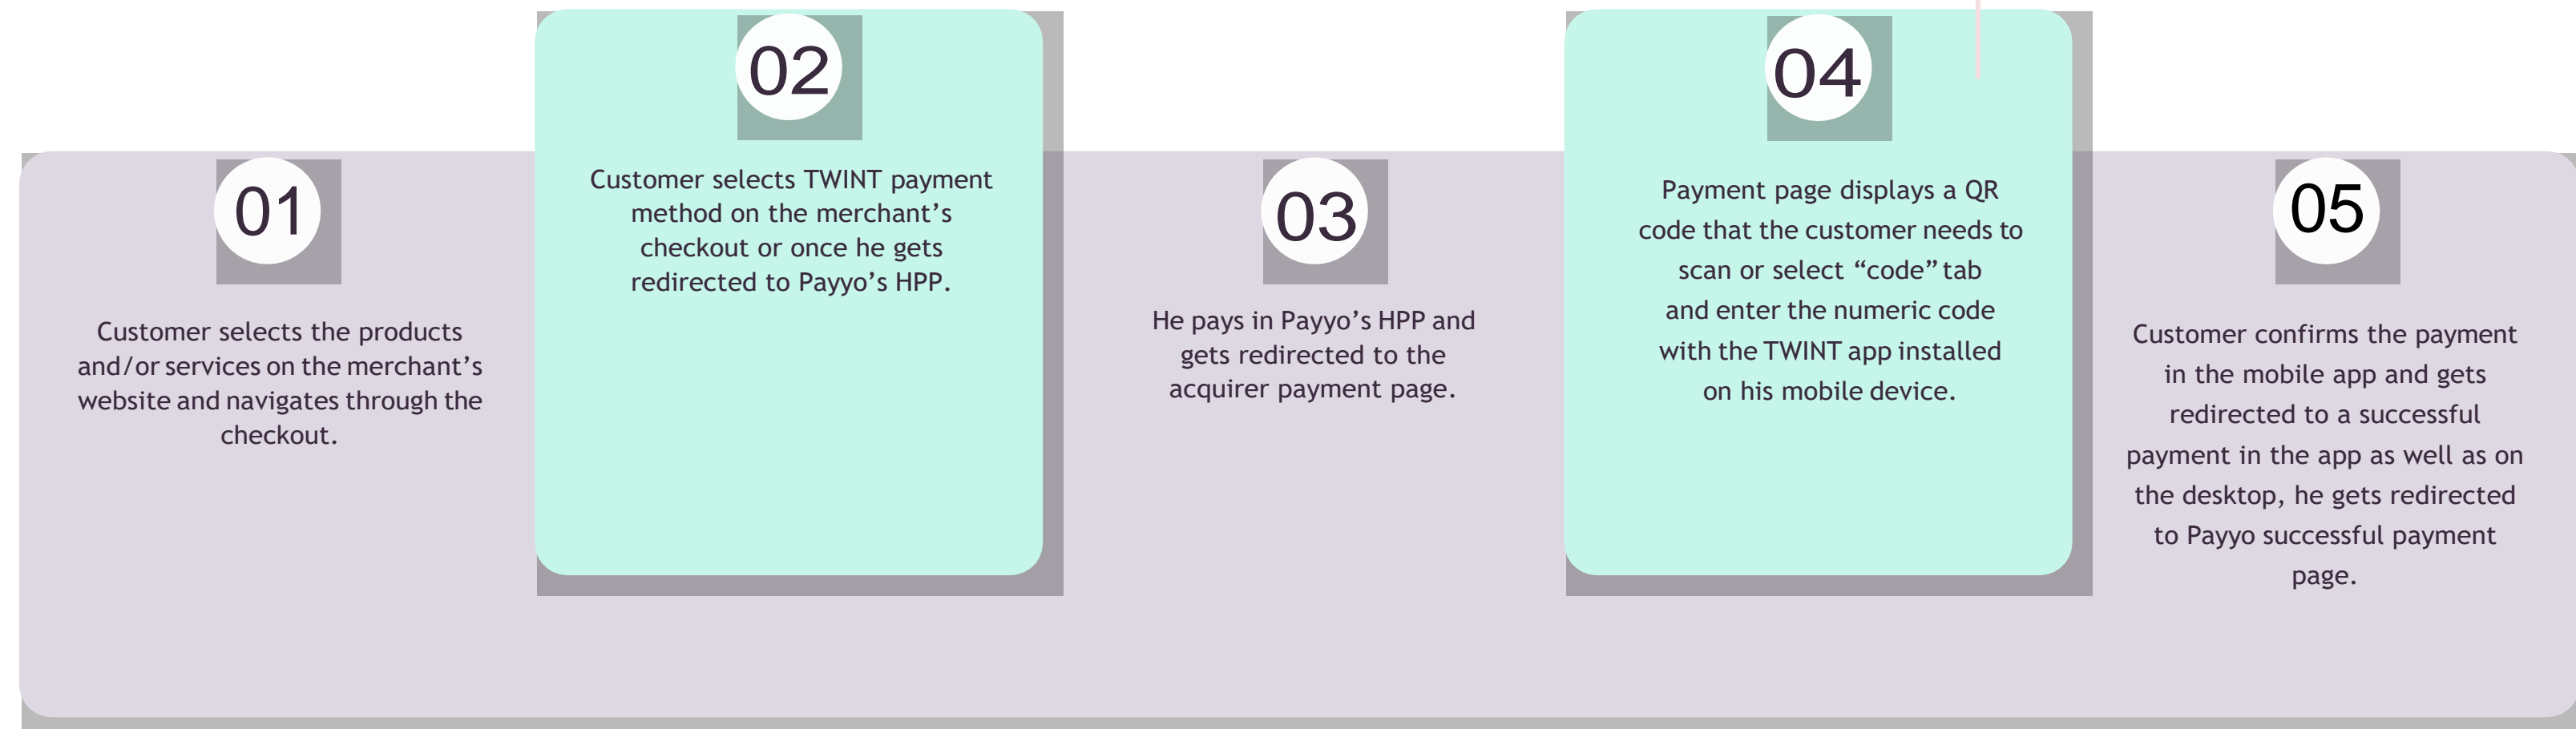 01
Customer selects the products
and/or services on the merchant’s
website and navigates through the
checkout.
02
Customer selects TWINT payment
method on the merchant’s
checkout or once he gets
redirected to Payyo’s HPP.
03
He pays in Payyo’s HPP and
gets redirected to the
acquirer payment page.
04
Payment page displays a QR
code that the customer needs to
scan or select “code” tab
and enter the numeric code
with the TWINT app installed
on his mobile device.
05
Customer confirms the payment
in the mobile app and gets
redirected to a successful
payment in the app as well as on
the desktop, he gets redirected
to Payyo successful payment
page.